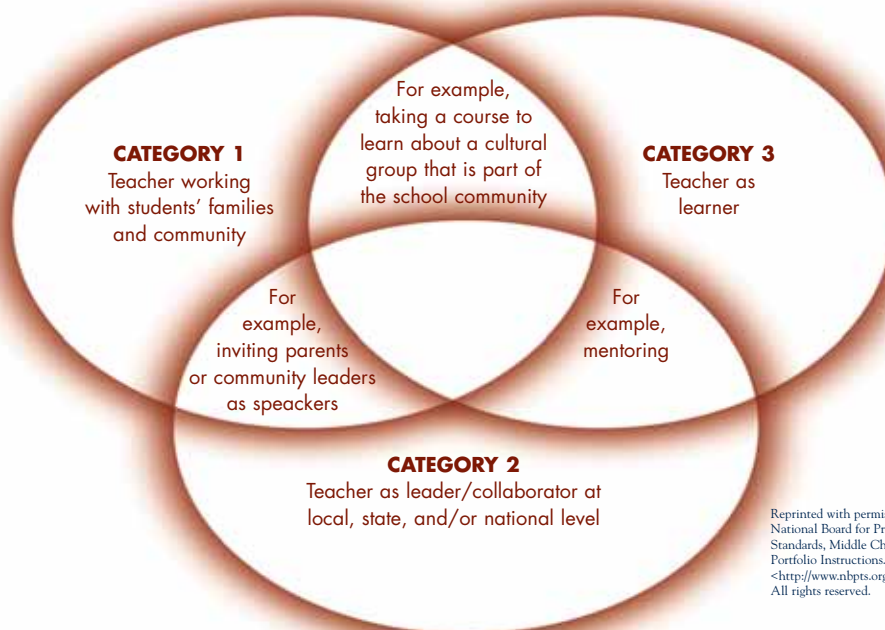 For example,
taking a course to
learn about a cultural
group that is part of
the school community
CATEGORY 1
Teacher working
with students' families
and community
CATEGORY 3
Teacher as
learner
For
example,
inviting parents
or community leaders
as speackers
For
example,
mentoring
CATEGORY 2
Teacher as leader/collaborator at
local, state, and/or national level
Reprinted with
National Board for
Standards, Middle
Portfolio Instructions.
<http://www.nbpts.org
All rights reserved.